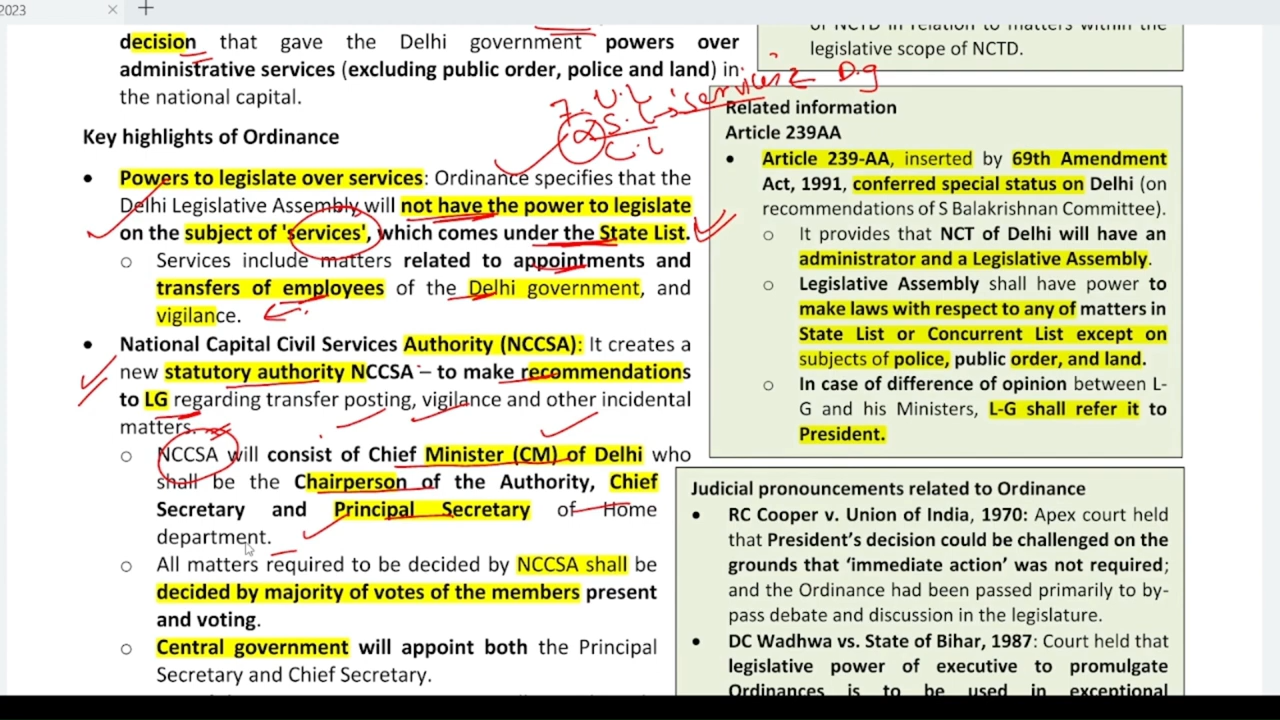 2023
decision that gave the Delhi government powers over
administrative services (excluding public order, police and land) in
the national capital.
Key highlights of Ordinance
• Powers to legislate over services: Ordinance specifies that the
Delhi Legislative Assembly will not have the power to legislate
on the subject of 'services', which comes under the State List.
o Services include matters related to appointments and
transfers of employees of the Delhi government, and
vigilance.
• National Capital Civil Services Authority (NCCSA): It creates a
new statutory authority NCCSA – to make recommendations
to LG regarding transfer posting, vigilance and other incidental
matters.
o NCCSA will consist of Chief Minister (CM) of Delhi who
shall be the Chairperson of the Authority, Chief
Secretary and Principal Secretary of Home
department.
o All matters required to be decided by NCCSA shall be
decided by majority of votes of the members present
and voting.
o Central government will appoint both the Principal
Secretary and Chief Secretary.
7. U.L
S.L → services
C.L
D.g
of NCTD in relation to matters within the
legislative scope of NCTD.
Related information
Article 239AA
• Article 239-AA, inserted by 69th Amendment
Act, 1991, conferred special status on Delhi (on
recommendations of S Balakrishnan Committee).
o It provides that NCT of Delhi will have an
administrator and a Legislative Assembly.
o Legislative Assembly shall have power to
make laws with respect to any of matters in
State List or Concurrent List except on
subjects of police, public order, and land.
o In case of difference of opinion between L-
G and his Ministers, L-G shall refer it to
President.
Judicial pronouncements related to Ordinance
• RC Cooper v. Union of India, 1970: Apex court held
that President’s decision could be challenged on the
grounds that ‘immediate action’ was not required;
and the Ordinance had been passed primarily to by-
pass debate and discussion in the legislature.
• DC Wadhwa vs. State of Bihar, 1987: Court held that
legislative power of executive to promulgate
Ordinances is to be used in exceptional